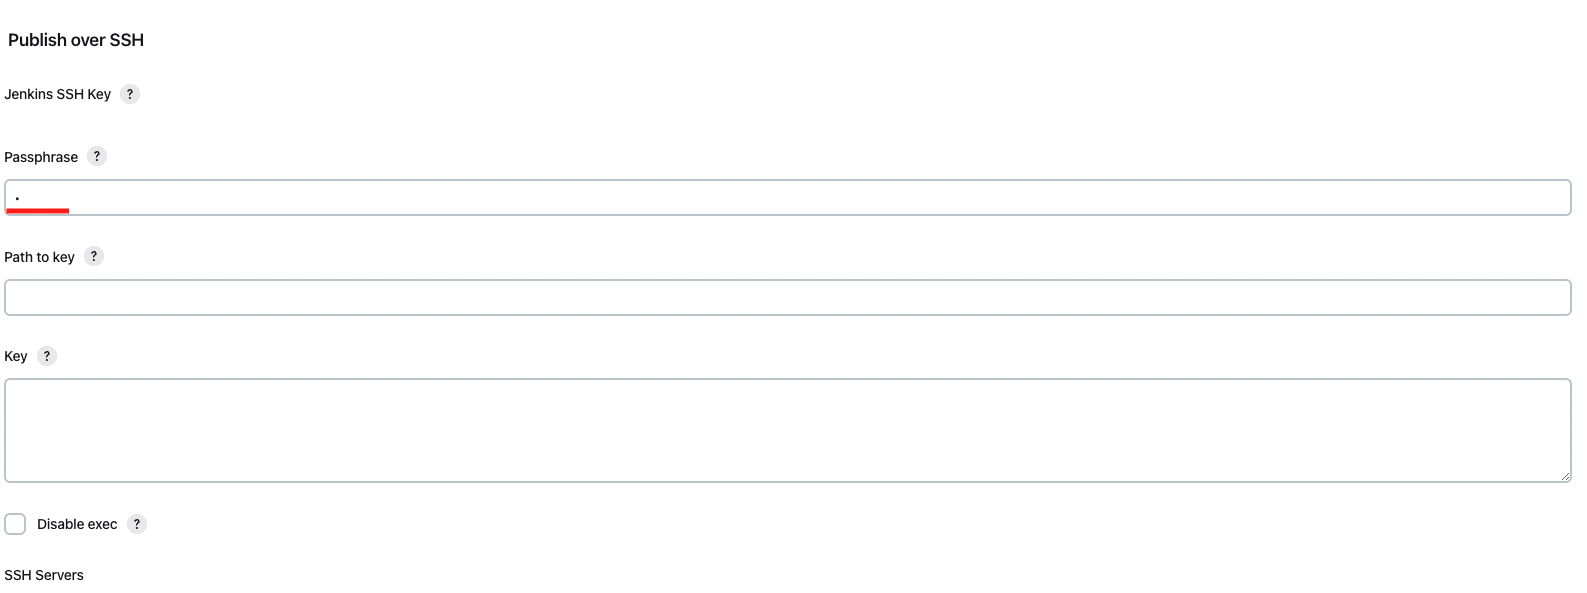 Publish over SSH
Jenkins SSH Key ?
Passphrase ?
•
Path to key ?
Key ?
Disable exec ?
SSH Servers